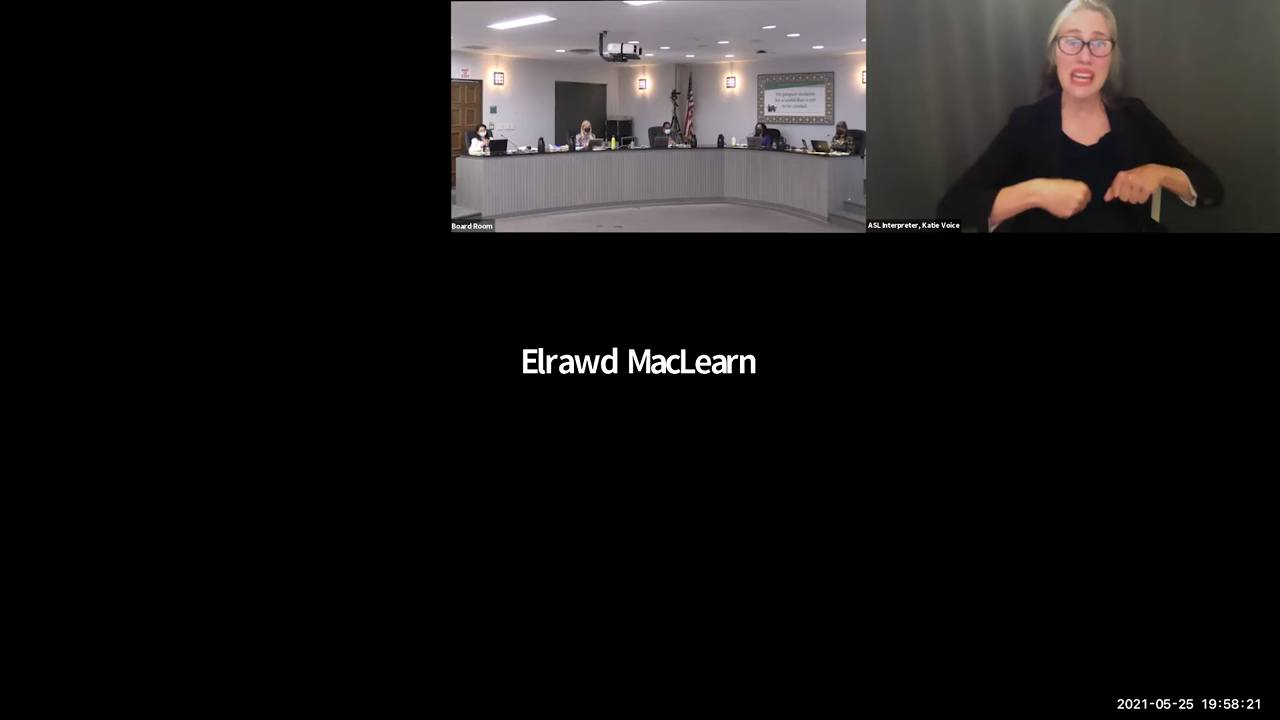 Board Room
ASL Interpreter, Katie Voice
Elrawd MacLearn
2021-05-25 19:58:21